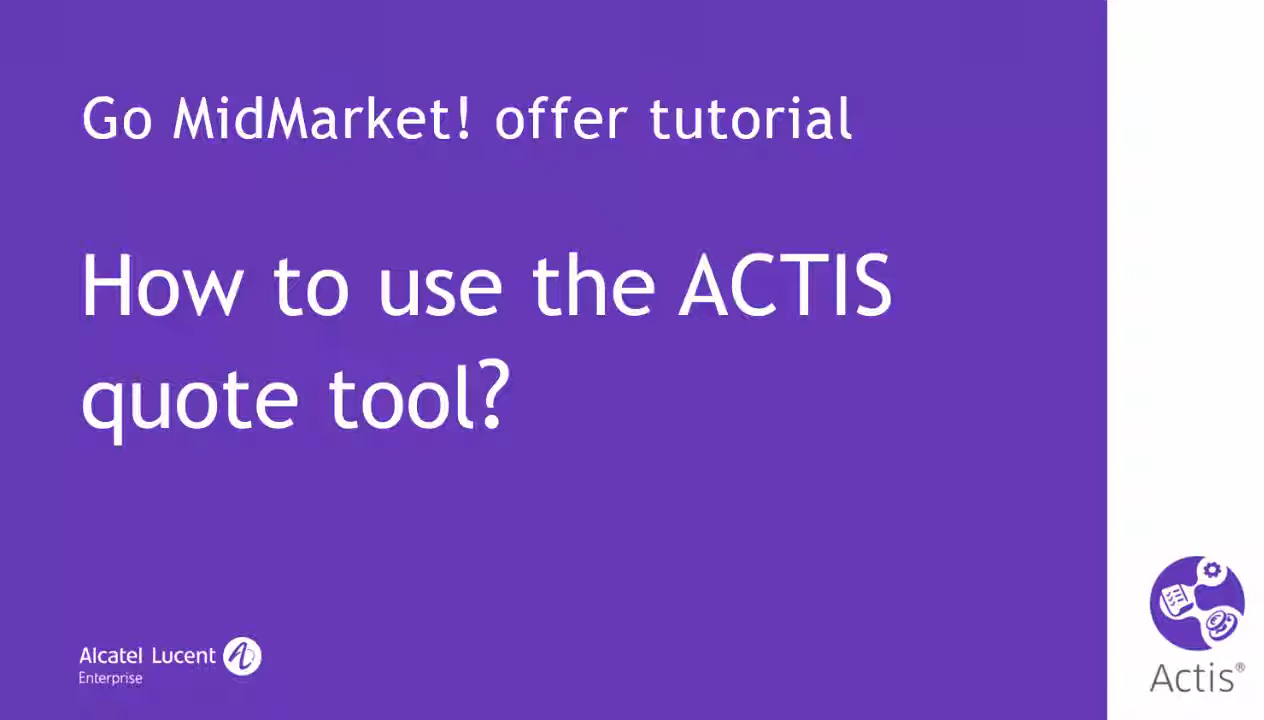 Go MidMarket! offer tutorial
How to use the ACTIS
quote tool?
Alcatel Lucent
Enterprise
Actis®